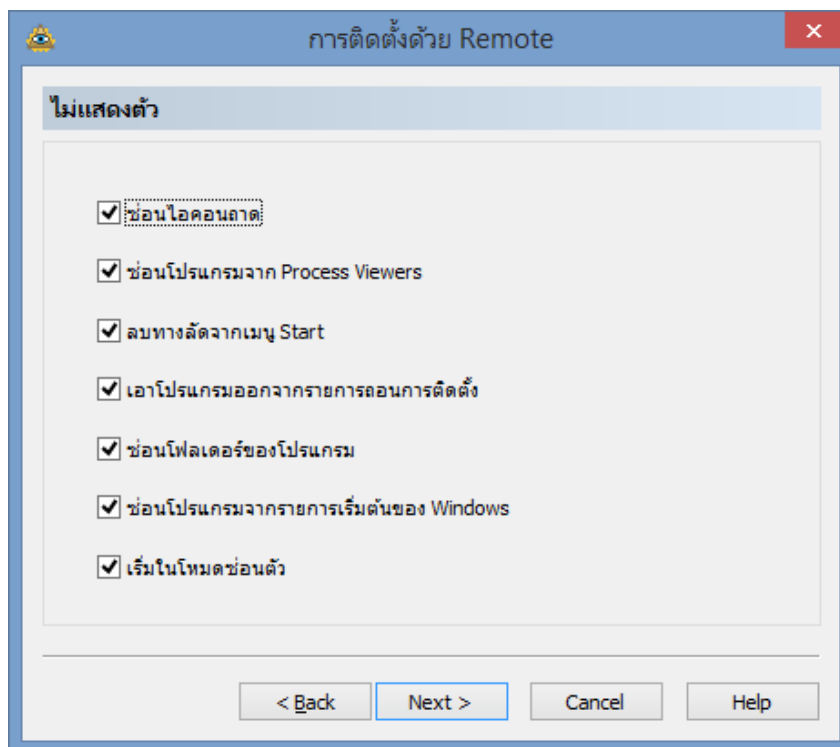 การติดตั้งด้วย Remote
ไม่แสดงตัว
ซ่อนไอคอนถาด
ซ่อนโปรแกรมจาก Process Viewers
ลบทางลัดจากเมนู Start
เอาโปรแกรมออกจากรายการถอนการติดตั้ง
ซ่อนโฟลเดอร์ของโปรแกรม
ซ่อนโปรแกรมจากรายการเริ่มต้นของ Windows
เริ่มในโหมดซ่อนตัว
< Back Next > Cancel Help